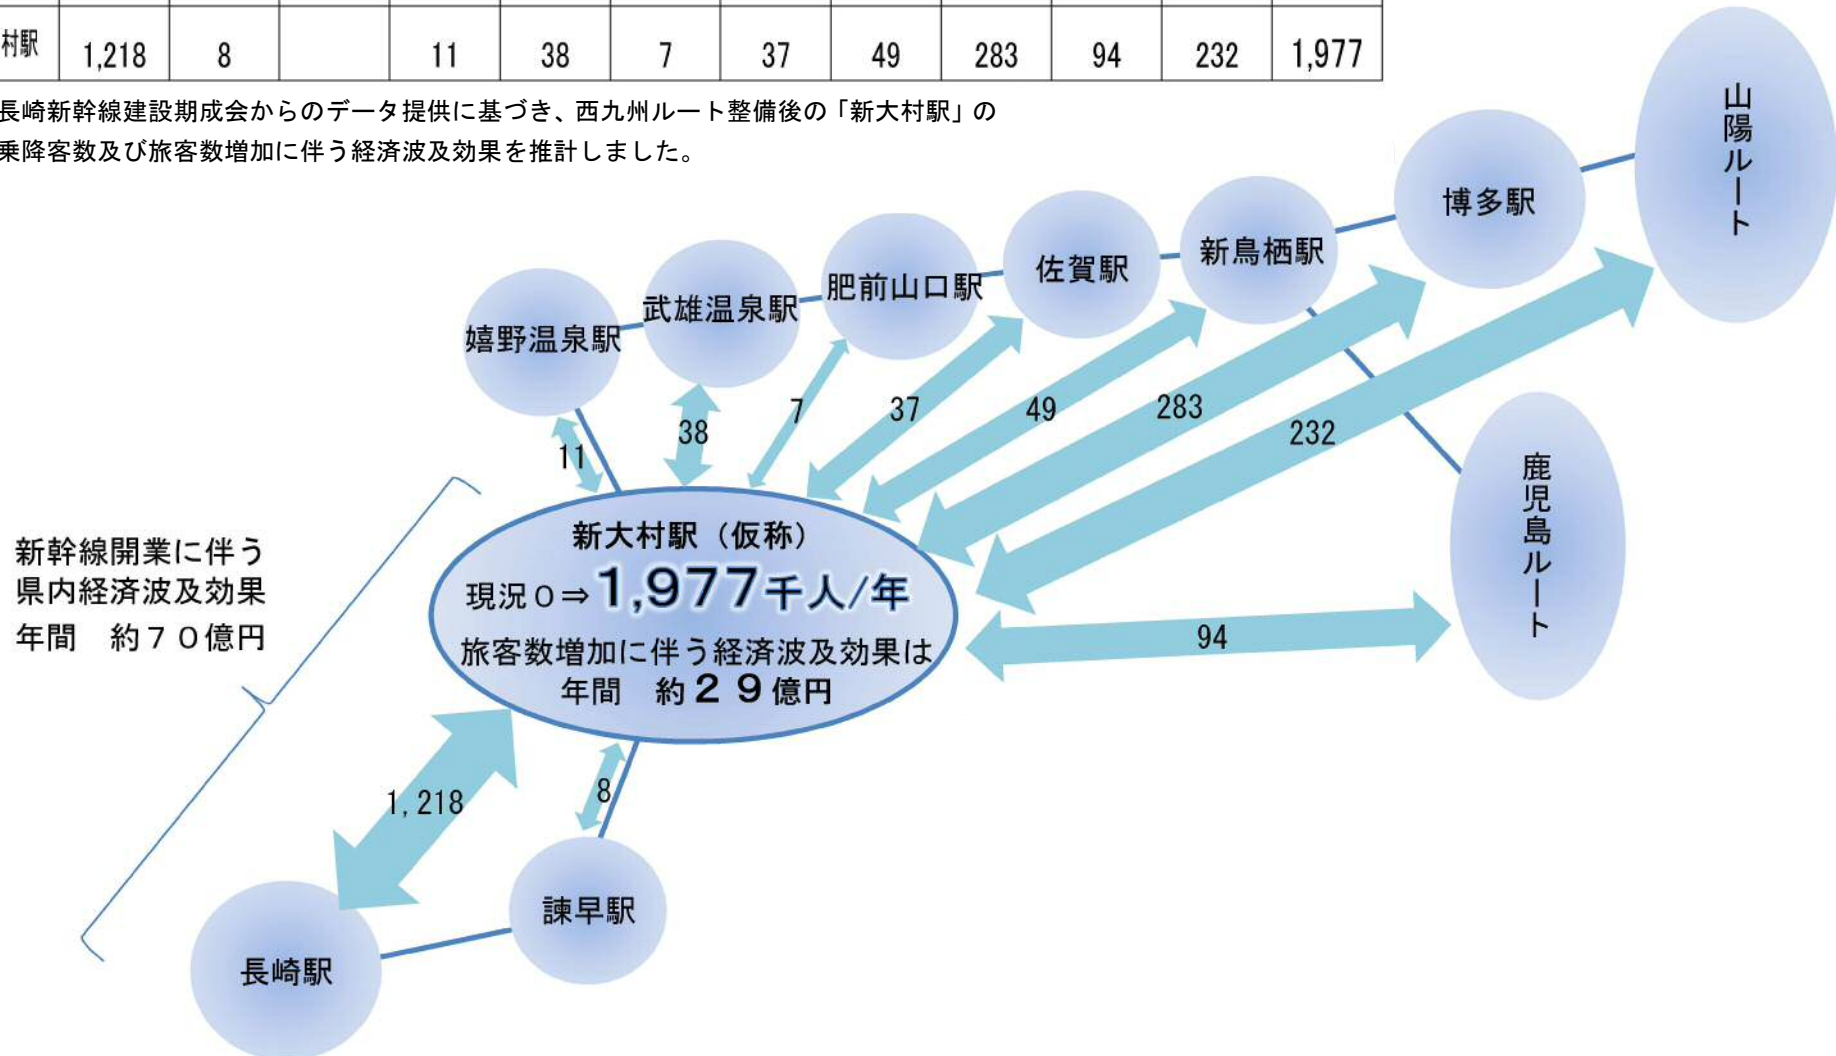 村駅 1,218 8 11 38 7 37 49 283 94 232 1,977
長崎新幹線建設期成会からのデータ提供に基づき、西九州ルート整備後の「新大村駅」の
乗降客数及び旅客数増加に伴う経済波及効果を推計しました。
山陽ルート
博多駅
新鳥栖駅
佐賀駅
肥前山口駅
武雄温泉駅
嬉野温泉駅
11
38
7
37
49
283
232
鹿児島ルート
新幹線開業に伴う
県内経済波及効果
年間 約70億円
新大村駅(仮称)
現況0⇒1,977千人/年
旅客数増加に伴う経済波及効果は
年間 約29億円
94
1,218
8
諫早駅
長崎駅